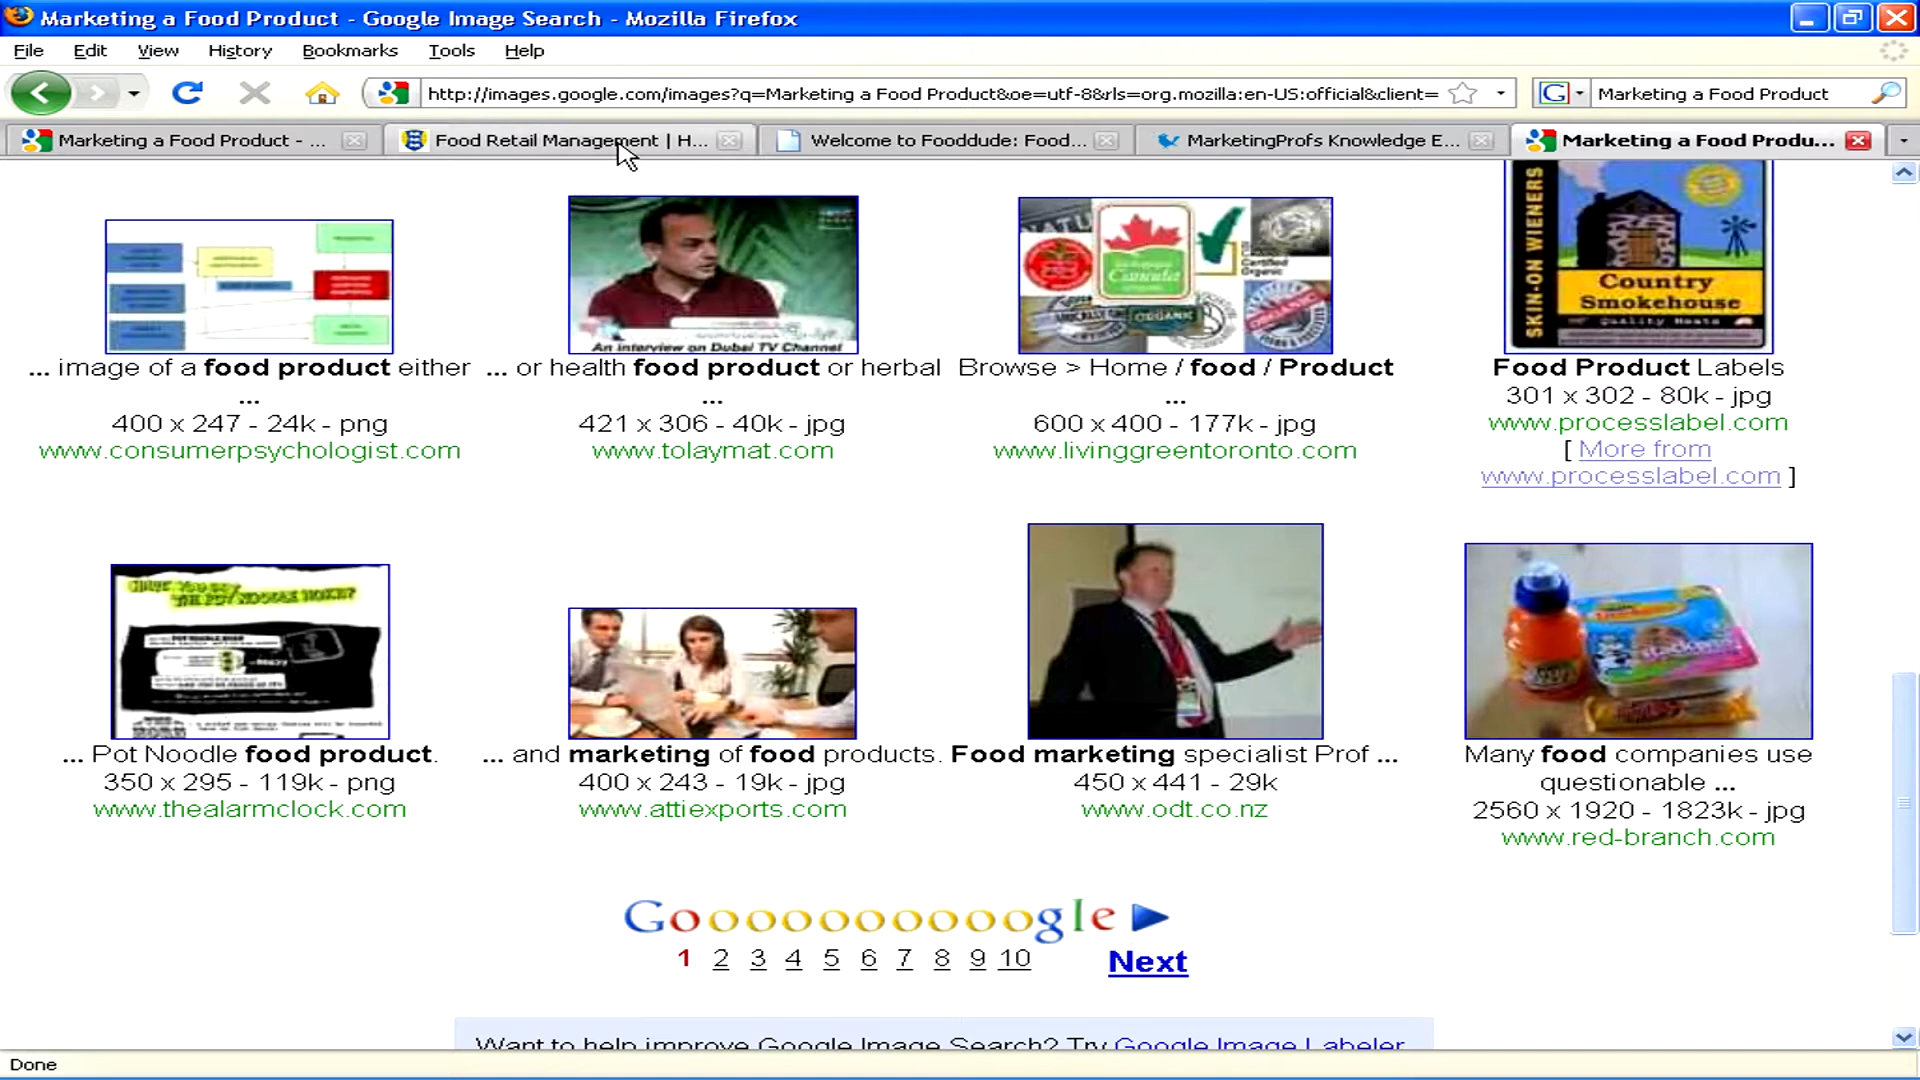 Marketing a Food Product - Google Image Search - Mozilla Firefox
File Edit View History Bookmarks Tools Help
http://images.google.com/images?q=Marketing a Food Product&oe=utf-8&rls=org.mozilla:en-US:official&client= Marketing a Food Product
Marketing a Food Product - ... Food Retail Management | H... Welcome to Fooddude: Food... MarketingProfs Knowledge E... Marketing a Food Produ...
SKIN-ON WIENERS
Country
Smokehouse
Quality Meats
Certified
Organic
ORGANIC
An interview on Dubai TV Channel
... image of a food product either ... or health food product or herbal Browse > Home / food / Product Food Product Labels
... ... ... 301 x 302 - 80k - jpg
400 x 247 - 24k - png 421 x 306 - 40k - jpg 600 x 400 - 177k - jpg www.processlabel.com
www.consumerpsychologist.com www.tolaymat.com www.livinggreentoronto.com [ More from
www.processlabel.com ]
... Pot Noodle food product. ... and marketing of food products. Food marketing specialist Prof ... Many food companies use
350 x 295 - 119k - png 400 x 243 - 19k - jpg 450 x 441 - 29k questionable ...
www.thealarmclock.com www.attiexports.com www.odt.co.nz 2560 x 1920 - 1823k - jpg
www.red-branch.com
Goooooooooogle
1 2 3 4 5 6 7 8 9 10 Next
Want to help improve Google Image Search? Try Google Image Labeler
Done